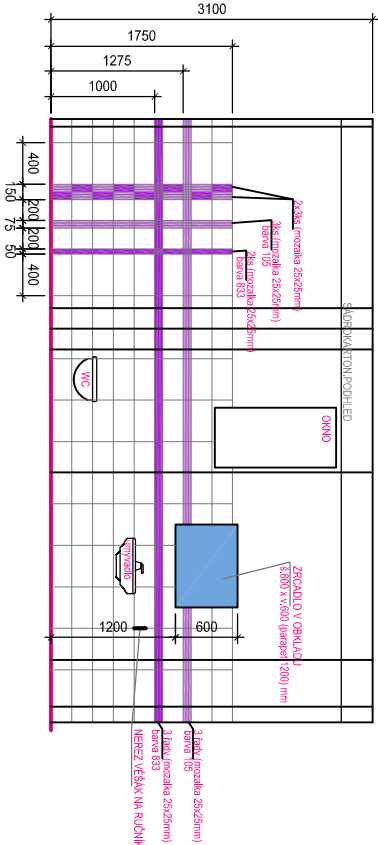 3100
1750
1275
1000
400
150
200
75
200
50
400
2x3ks (mozaika 25x25mm)
3ks (mozaika 25x25mm)
barva 105
2ks (mozaika 25x25mm)
barva 833
SÁDROKARTON.PODHLED
OKNO
WC
umyvadlo
ZRCADLO V OBKLADU
š.800 x v.600 (parapet 1200) mm
1200
600
3 řady (mozaika 25x25mm)
barva 105
3 řady (mozaika 25x25mm)
barva 833
NEREZ VĚŠÁK NA RUČNÍK